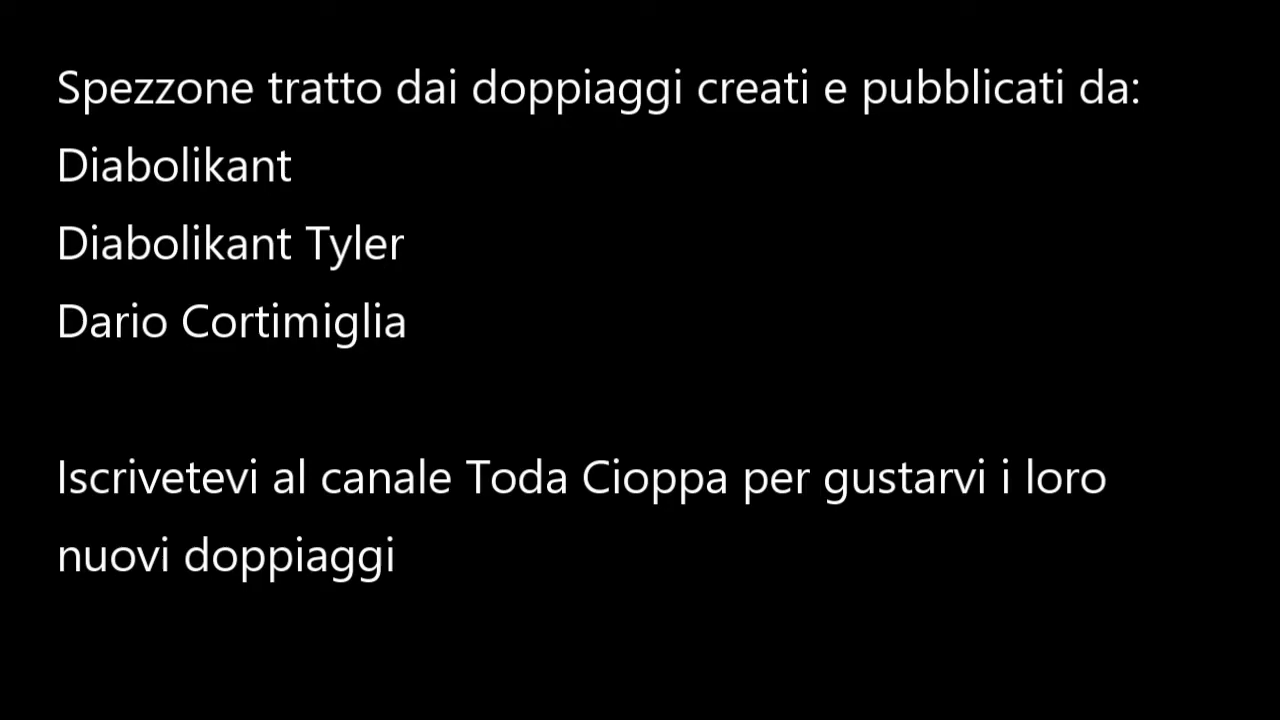 Spezzone tratto dai doppiaggi creati e pubblicati da:
Diabolikant
Diabolikant Tyler
Dario Cortimiglia
Iscrivetevi al canale Toda Cioppa per gustarvi i loro
nuovi doppiaggi